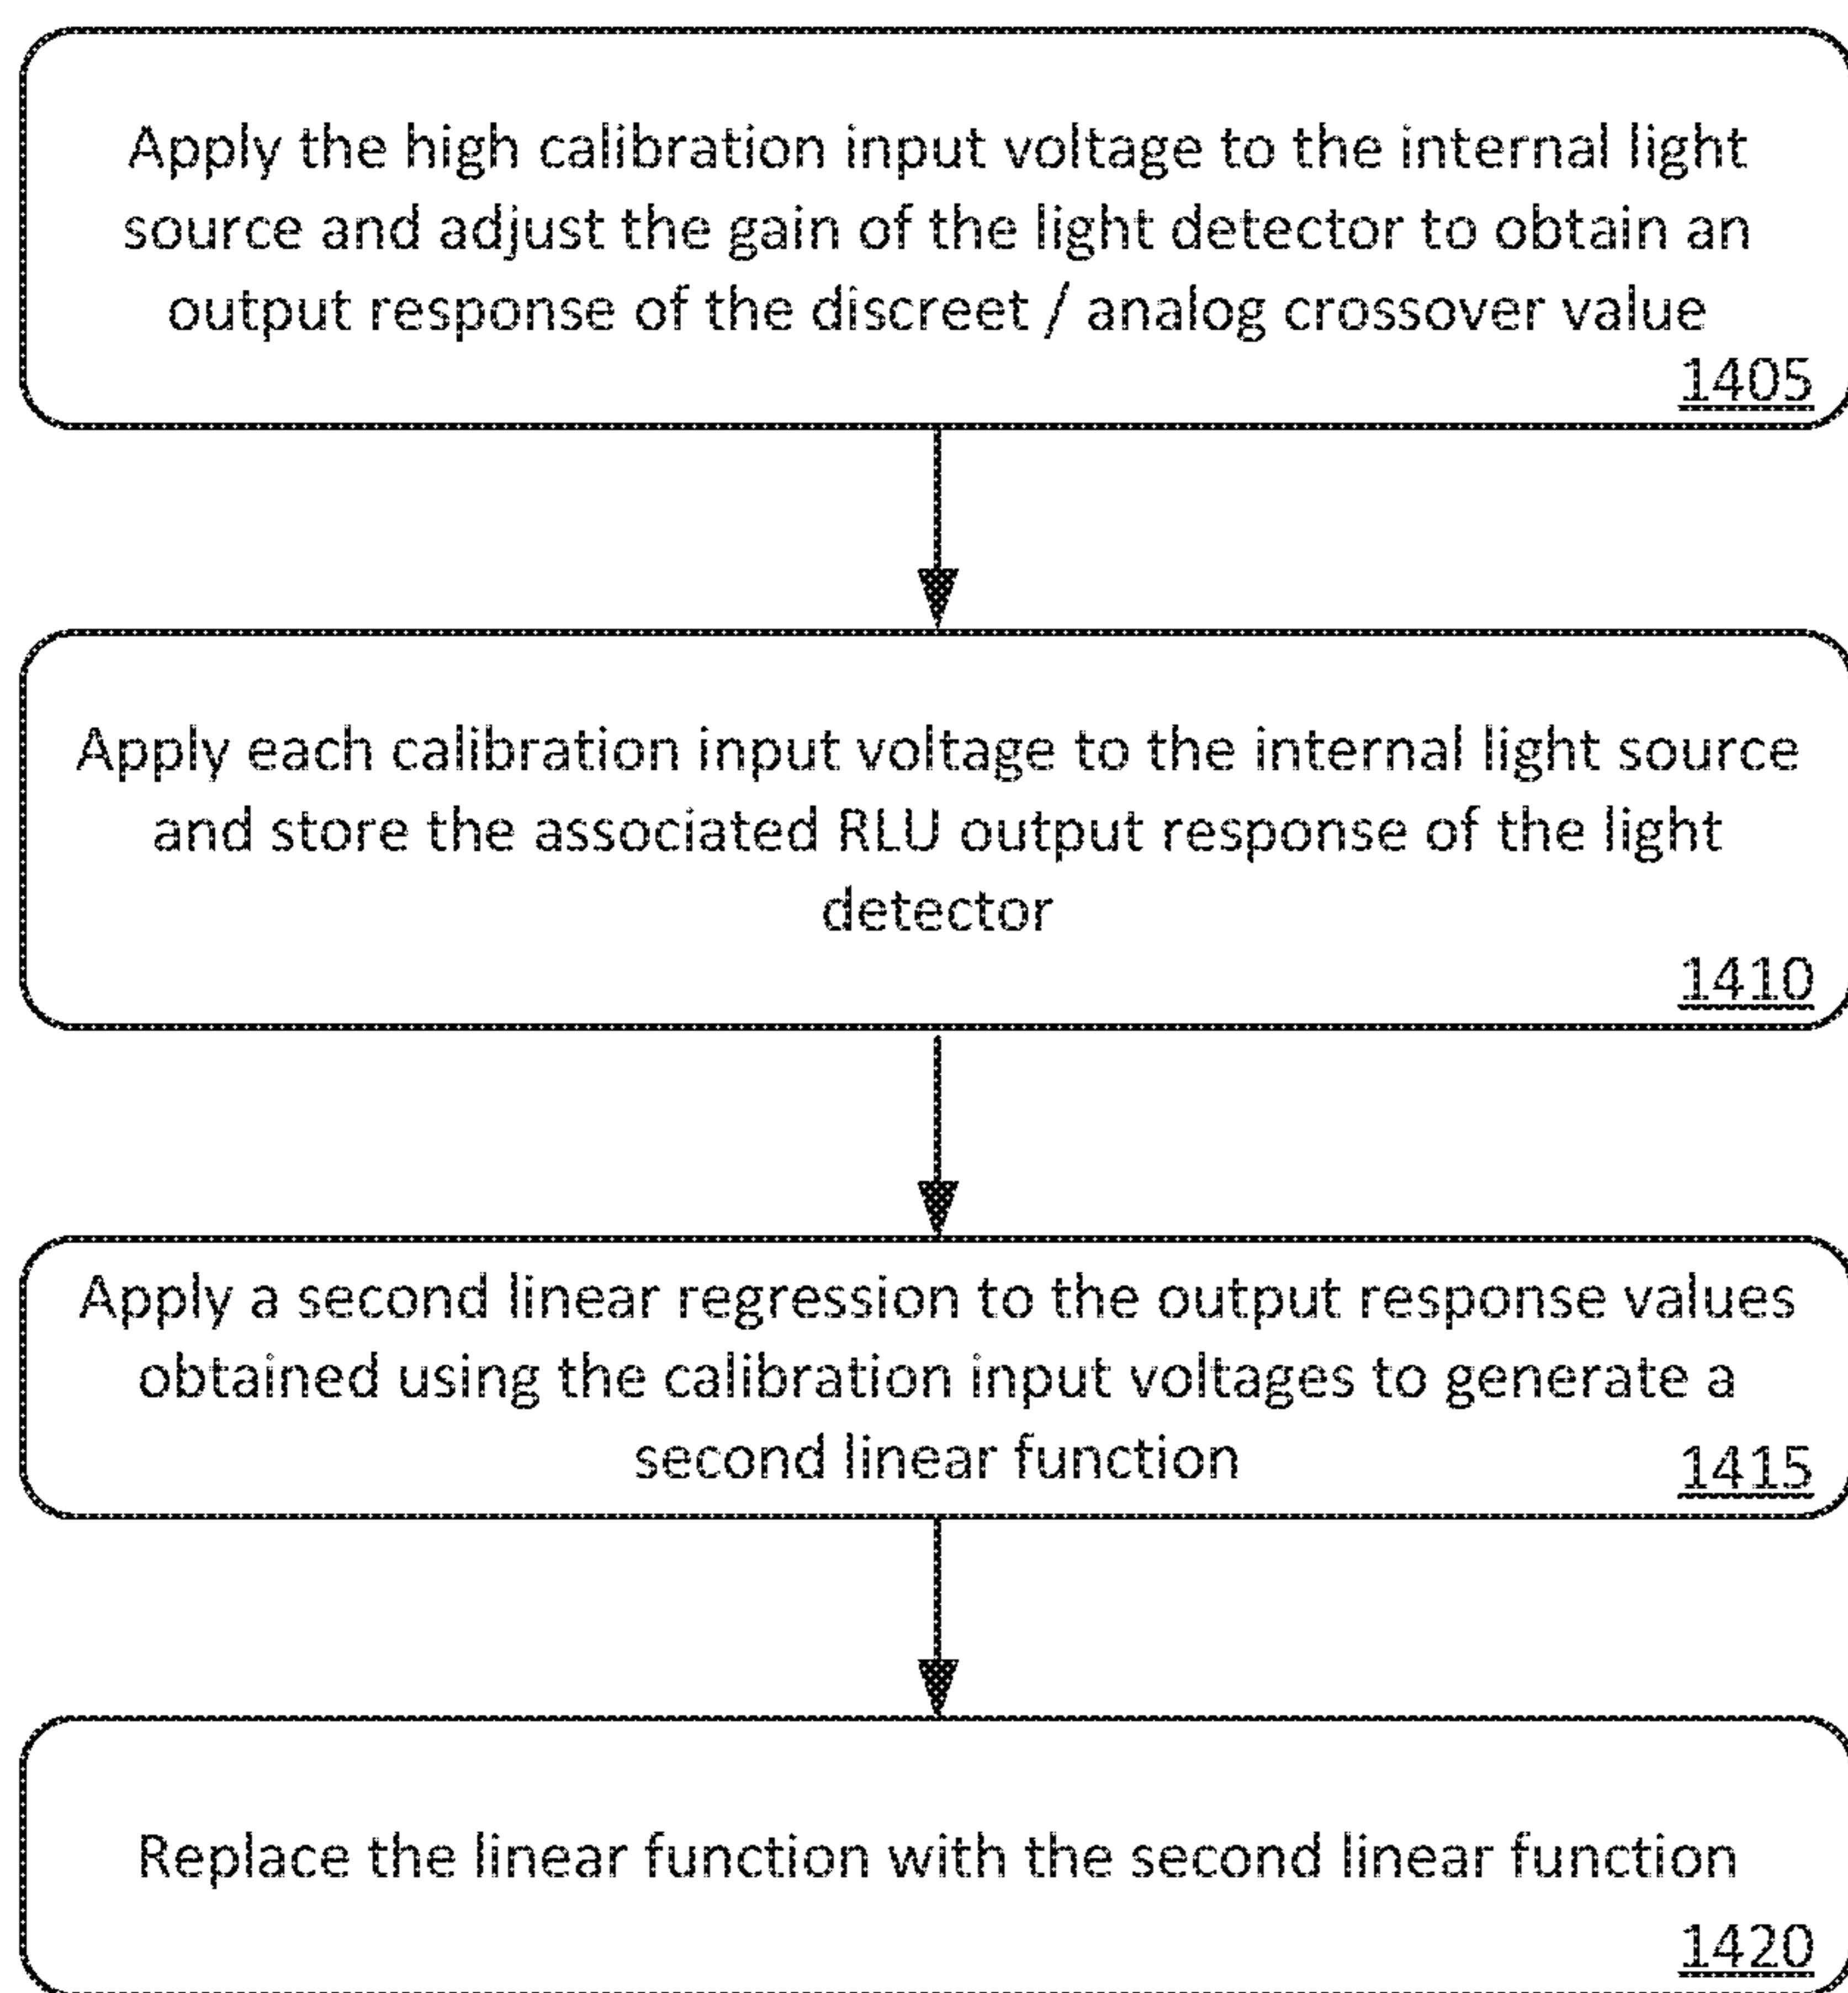 Apply the high calibration input voltage to the internal light
source and adjust the gain of the light detector to obtain an
output response of the discreet / analog crossover value
1405
Apply each calibration input voltage to the internal light source
and store the associated RLU output response of the light
detector
1410
Apply a second linear regression to the output response values
obtained using the calibration input voltages to generate a
second linear function
1415
Replace the linear function with the second linear function
1420